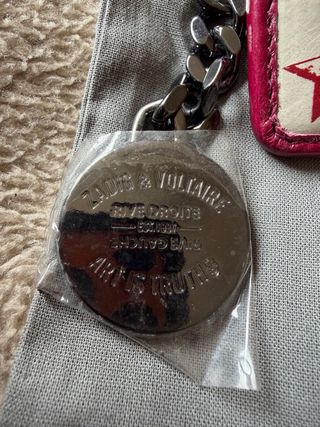 ZADIG & VOLTAIRE
RIVE DROITE
RIVE GAUCHE
ART IS TRUTH